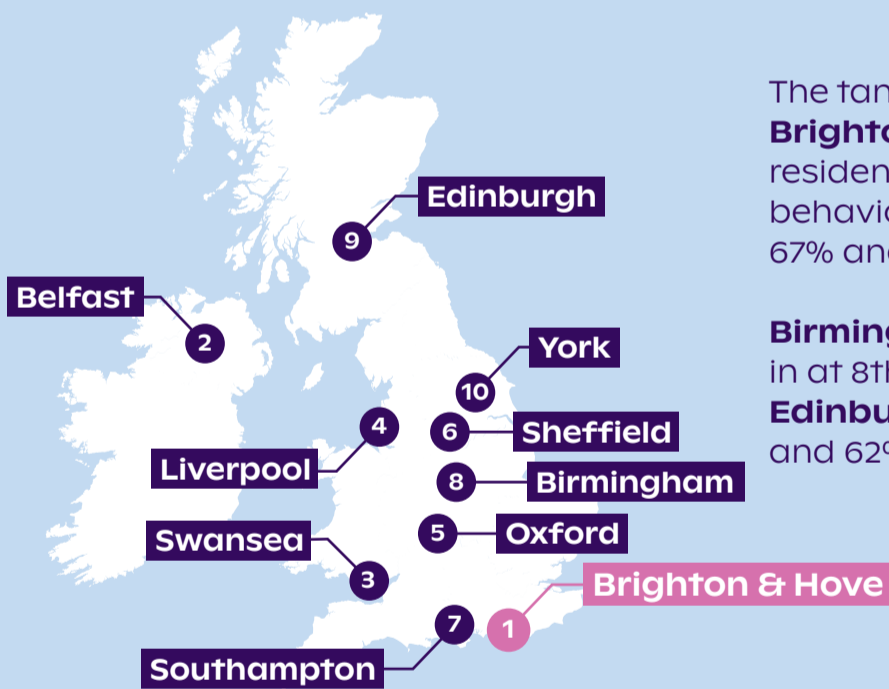 Edinburgh
9
Belfast
2
York
10
4
6
Sheffield
Liverpool
8
Birmingham
Swansea
5
Oxford
3
Brighton & Hove
7
1
Southampton
The tan
Brighto
residen
behavio
67% and
Birming
in at 8th
Edinbu
and 62%